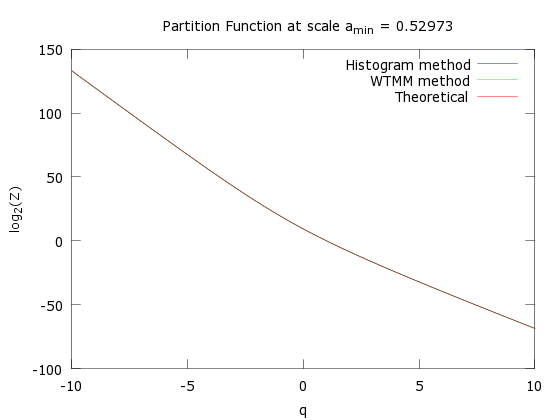 Partition Function at scale a_min = 0.52973
Histogram method
WTMM method
Theoretical
150
100
50
0
-50
-100
log₂(Z)
-10 -5 0 5 10
q